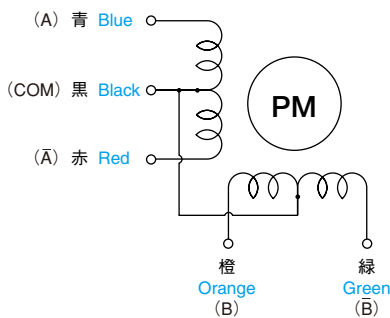 (A) 青 Blue
(COM) 黒 Black
(Ā) 赤 Red
PM
橙 緑
Orange Green
(B) (B̄)